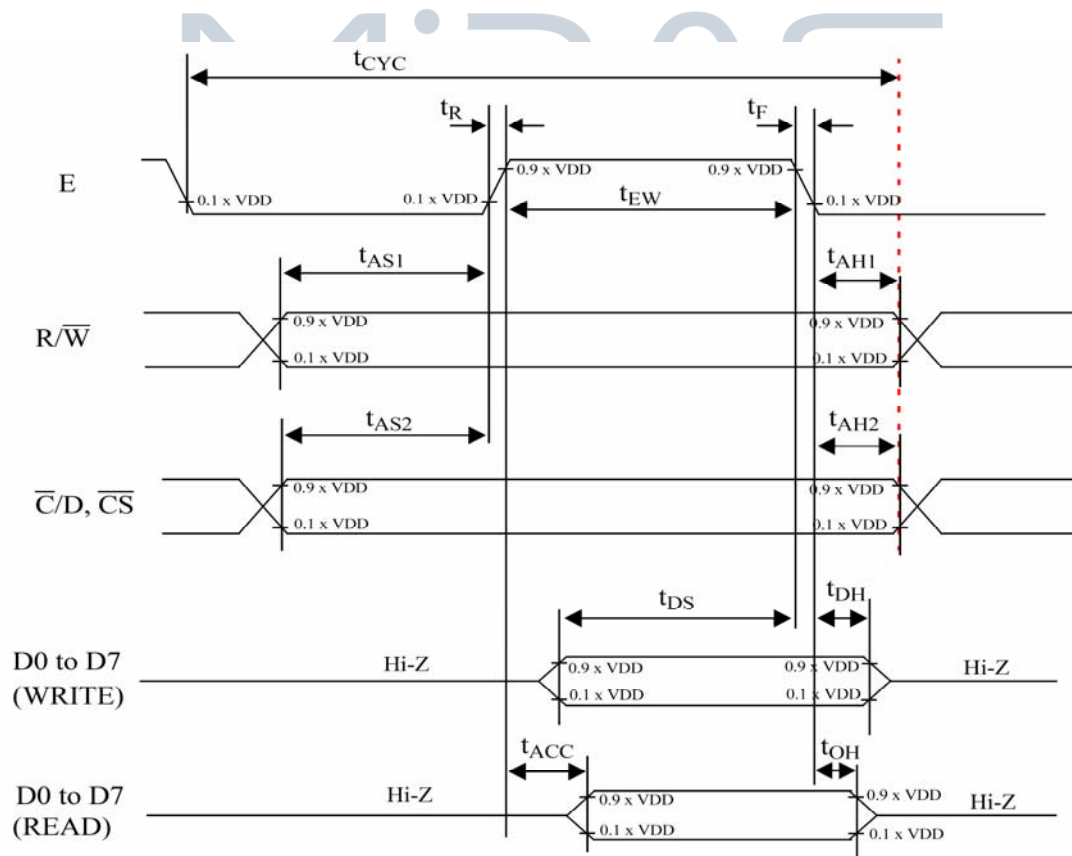 tCYC
tR
tF
E
0.9 x VDD
0.9 x VDD
0.1 x VDD
0.1 x VDD
tEW
0.1 x VDD
tAS1
tAH1
R/W̅
0.9 x VDD
0.9 x VDD
0.1 x VDD
0.1 x VDD
tAS2
tAH2
C̅/D, C̅S̅
0.9 x VDD
0.9 x VDD
0.1 x VDD
0.1 x VDD
tDS
tDH
D0 to D7
(WRITE)
Hi-Z
0.9 x VDD
0.9 x VDD
Hi-Z
0.1 x VDD
0.1 x VDD
tACC
tOH
D0 to D7
(READ)
Hi-Z
0.9 x VDD
0.9 x VDD
Hi-Z
0.1 x VDD
0.1 x VDD